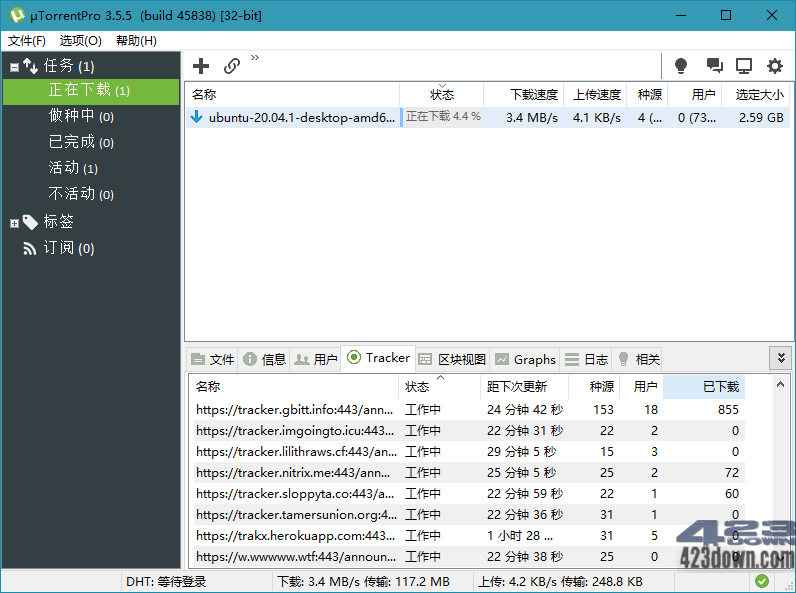 µTorrentPro 3.5.5 (build 45838) [32-bit]
文件(F) 选项(O) 帮助(H)
任务 (1)
正在下载 (1)
做种中 (0)
已完成 (0)
活动 (1)
不活动 (0)
标签
订阅 (0)
名称 状态 下载速度 上传速度 种源 用户 选定大小
ubuntu-20.04.1-desktop-amd6... 正在下载 4.4 % 3.4 MB/s 4.1 KB/s 4 (... 0 (73... 2.59 GB
文件 信息 用户 Tracker 区块视图 Graphs 日志 相关
名称 状态 距下次更新 种源 用户 已下载
https://tracker.gbitt.info:443/ann... 工作中 24 分钟 42 秒 153 18 855
https://tracker.imgoingto.icu:443... 工作中 22 分钟 31 秒 22 2 0
https://tracker.lilithraws.cf:443/an... 工作中 29 分钟 5 秒 15 3 0
https://tracker.nitrix.me:443/ann... 工作中 25 分钟 5 秒 25 2 72
https://tracker.sloppyta.co:443/a... 工作中 22 分钟 59 秒 22 1 60
https://tracker.tamersunion.org:4... 工作中 22 分钟 36 秒 31 1 0
https://trakx.herokuapp.com:443... 工作中 1 小时 28 ... 31 5 0
https://w.wwwww.wtf:443/announ... 工作中 22 分钟 38 秒 25 0 0
423
DOWN
423down.com
DHT: 等待登录 下载: 3.4 MB/s 传输: 117.2 MB 上传: 4.2 KB/s 传输: 248.8 KB